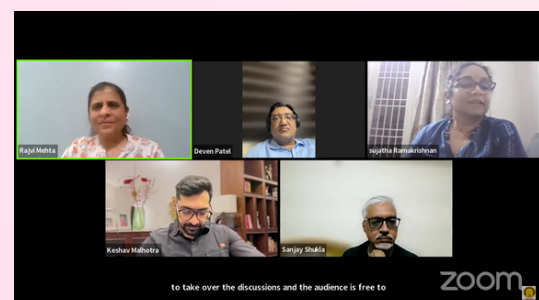 Rajvi Mehta
Deven Patel
sujatha Ramakrishnan
Keshav Malhotra
Sanjay Shukla
to take over the discussions and the audience is free to
zoom